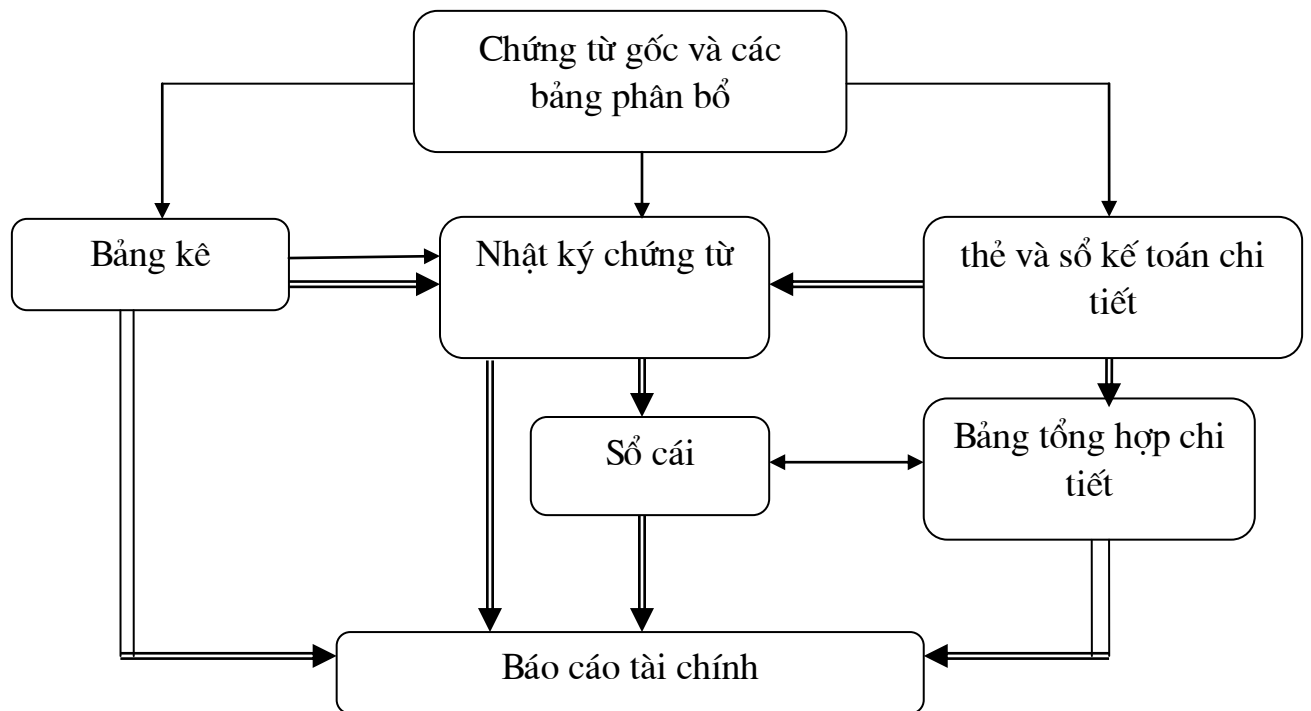 Chứng từ gốc và các
bảng phân bổ
Bảng kê
Nhật ký chứng từ
thẻ và sổ kế toán chi
tiết
Sổ cái
Bảng tổng hợp chi
tiết
Báo cáo tài chính